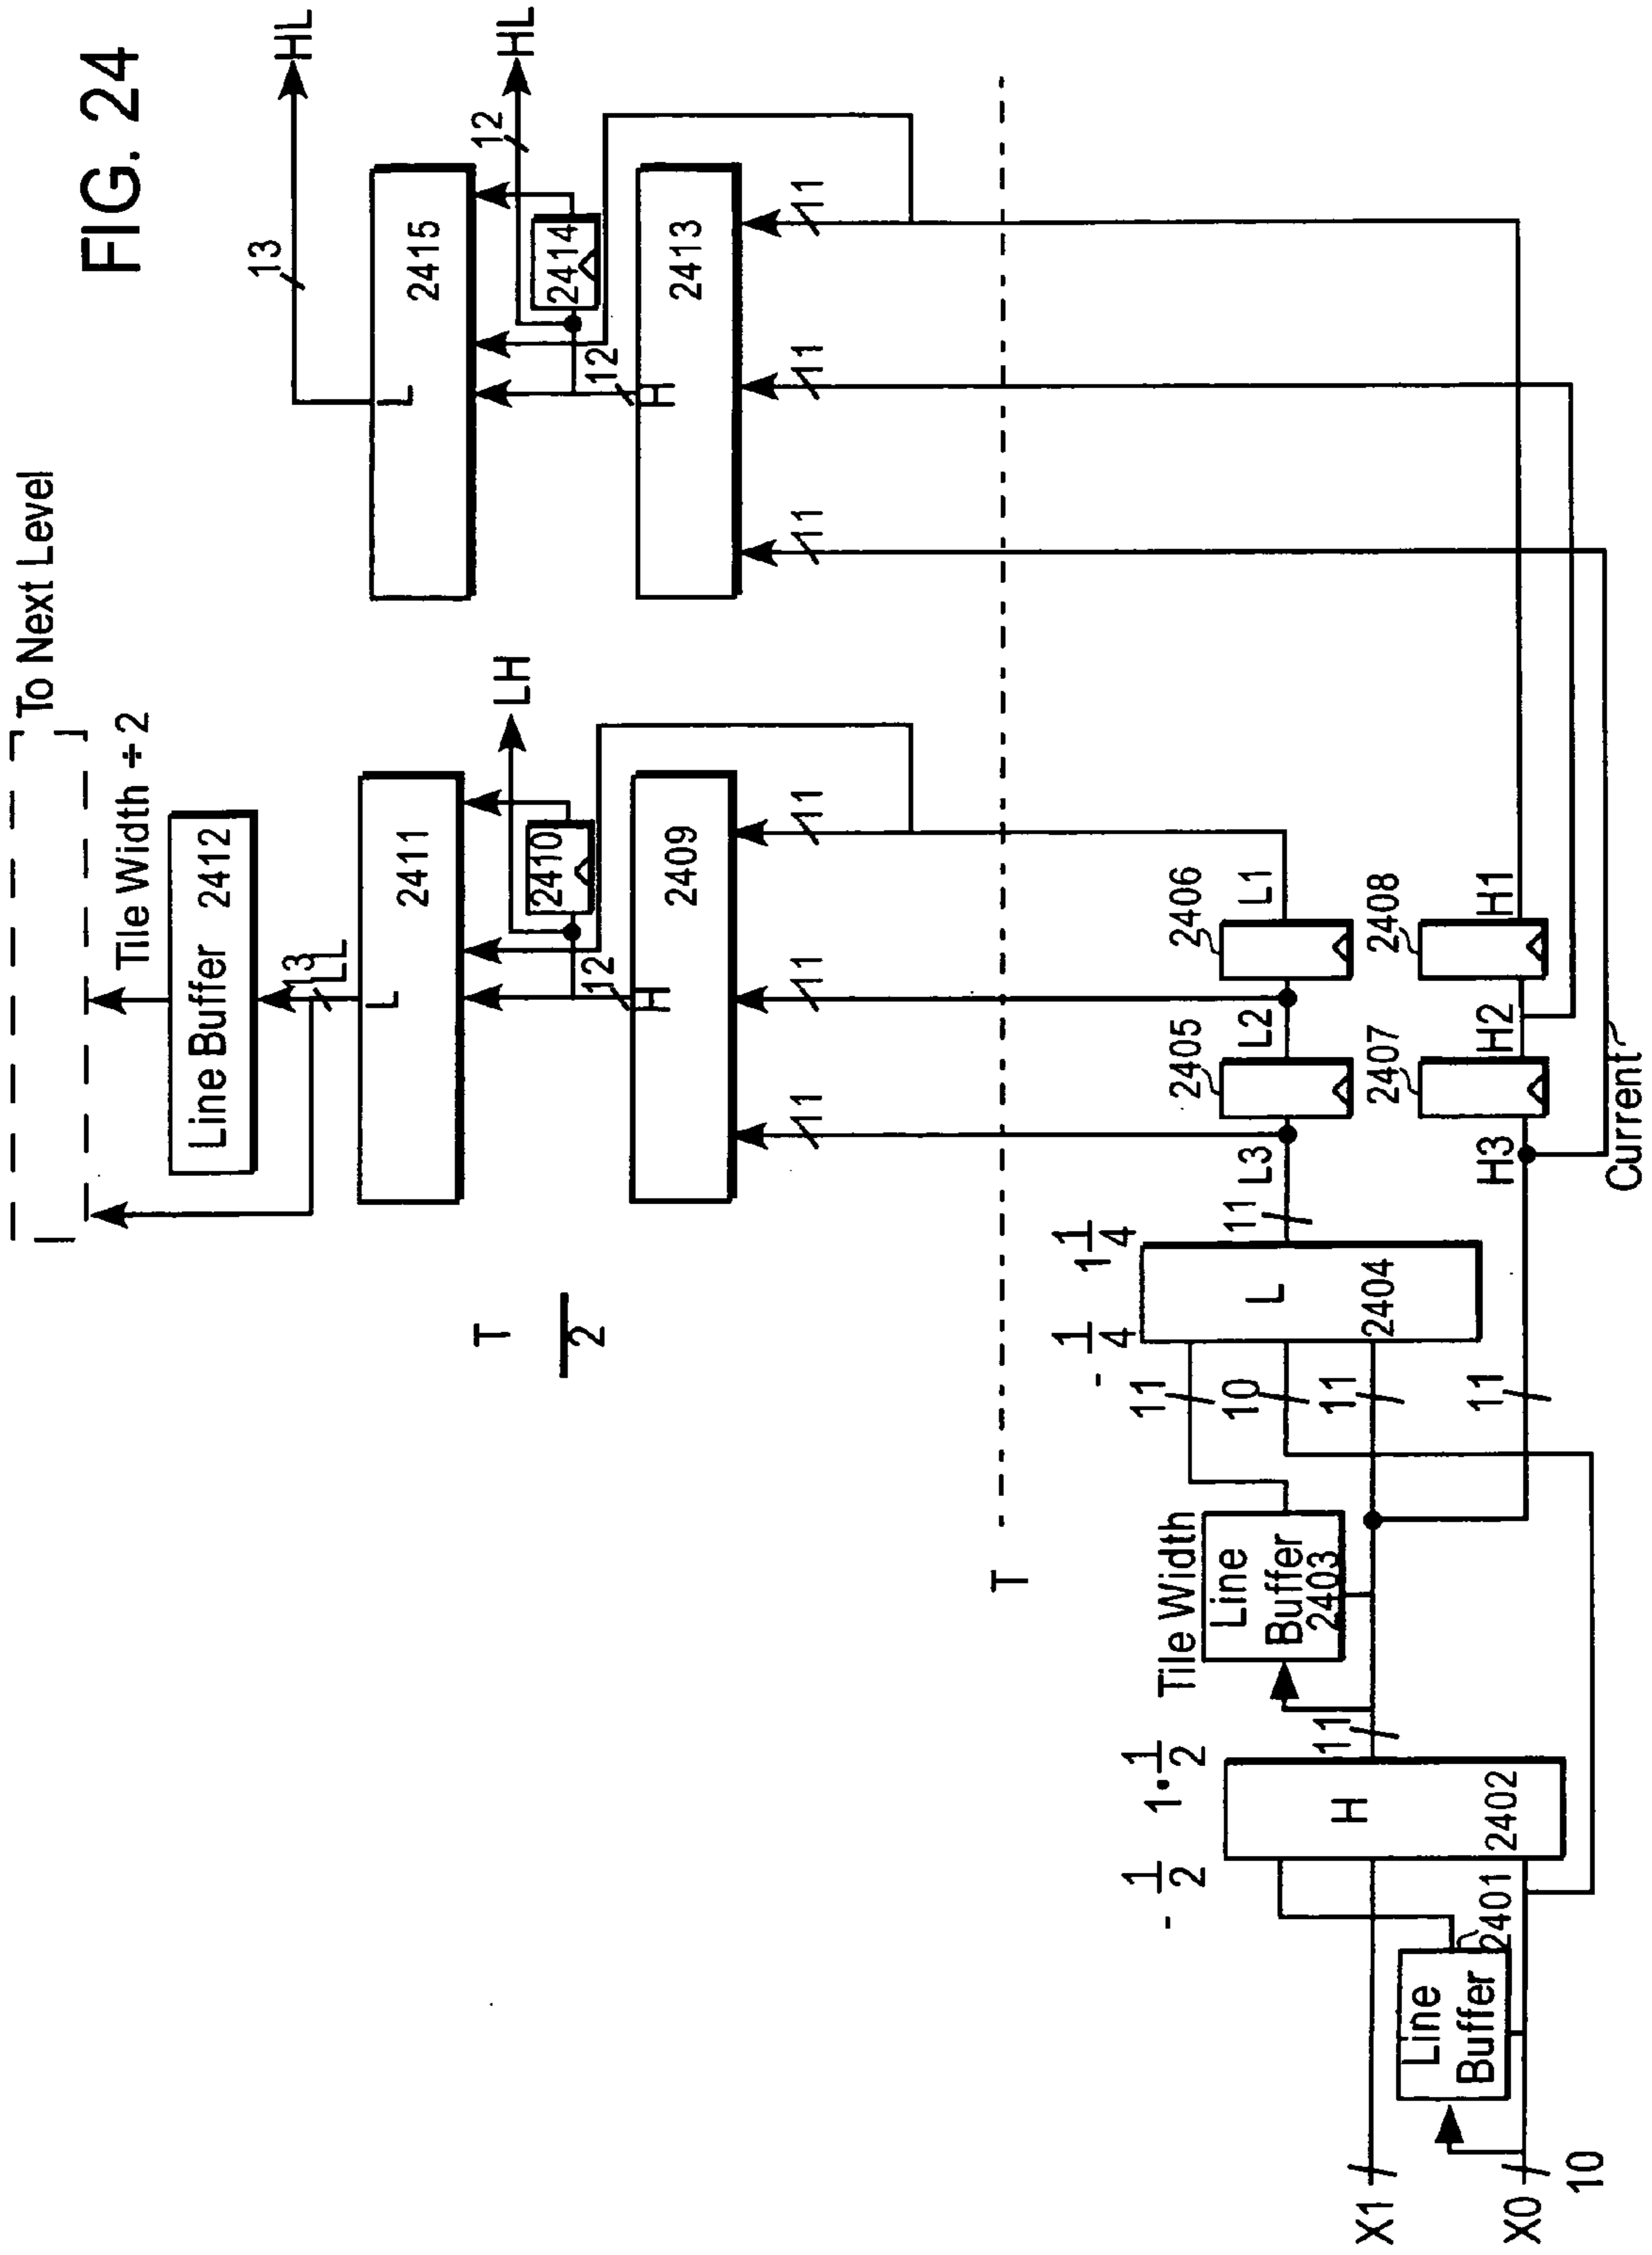 FIG. 24
To Next Level
Tile Width ÷ 2
Line Buffer 2412
13
LL
L
2411
LH
2410
12
H
2409
11
11
11
HL
13
L
2415
HL
12
2414
12
H
2413
11
11
11
T
2
T
X1
X0
10
Line
Buffer
2401
- 1/2
1·1/2
H
2402
11
Tile Width
Line
Buffer
2403
11
10
11
11
- 1/4
1 1/4
L
2404
11
L3
2405
L2
2406
L1
H3
2407
H2
2408
H1
Current